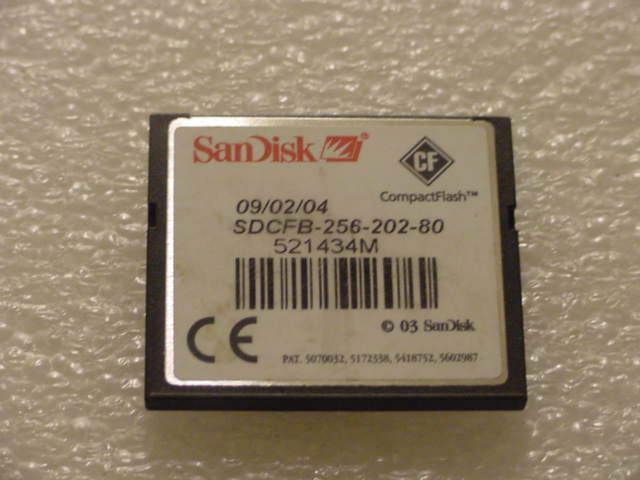 SanDisk ®
CF
CompactFlash™
09/02/04
SDCFB-256-202-80
521434M
CE
© 03 SanDisk
PAT. 5070032, 5172338, 5418752, 5602987